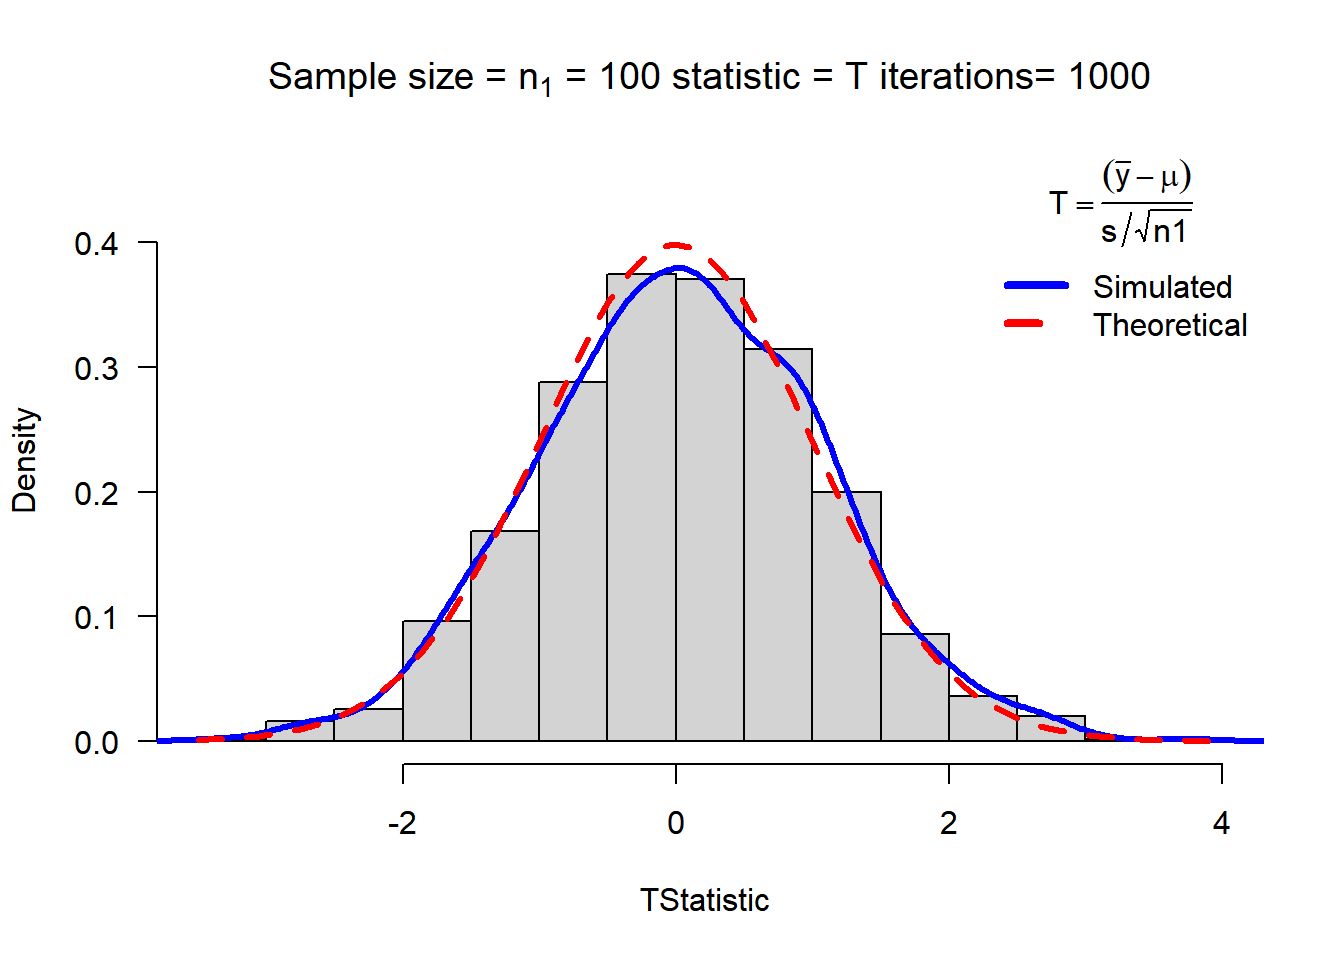 Sample size = n₁ = 100 statistic = T iterations= 1000
T = (y̅ − μ) / s/√n1
Simulated
Theoretical
Density
0.4
0.3
0.2
0.1
0.0
-2 0 2 4
TStatistic